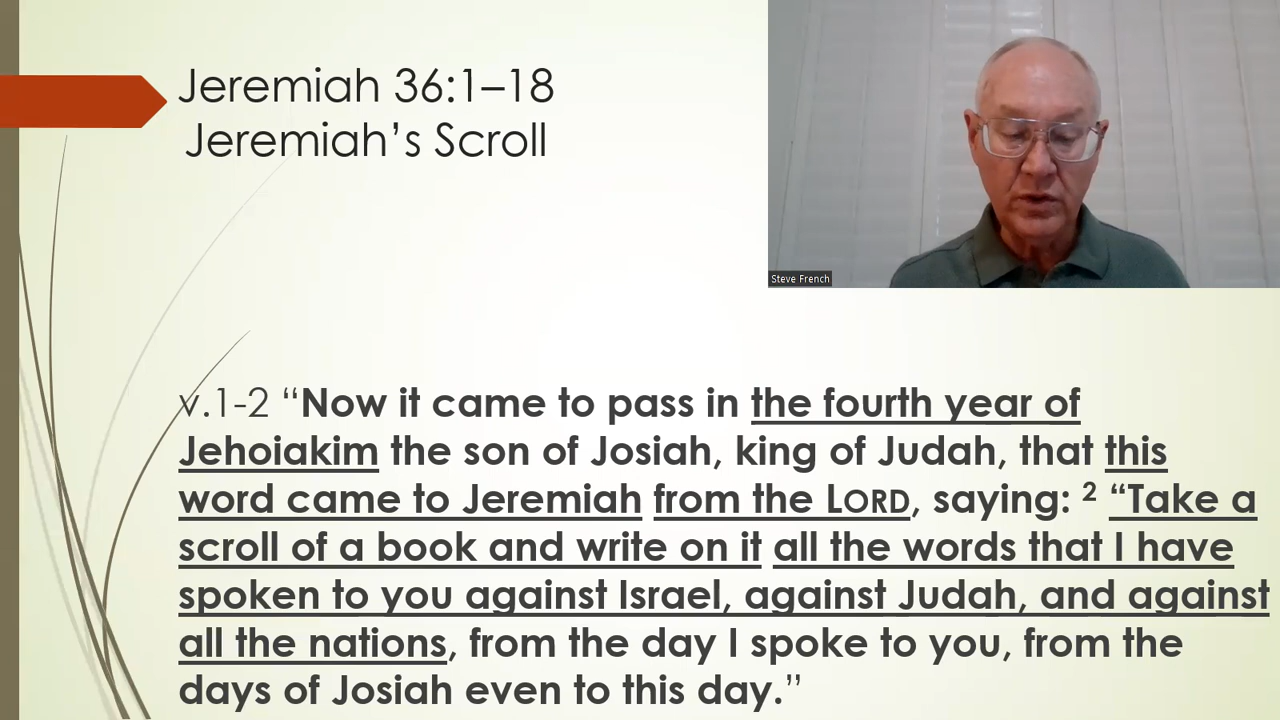 Jeremiah 36:1–18
Jeremiah’s Scroll
Steve French
v.1-2 “Now it came to pass in the fourth year of
Jehoiakim the son of Josiah, king of Judah, that this
word came to Jeremiah from the LORD, saying: ² “Take a
scroll of a book and write on it all the words that I have
spoken to you against Israel, against Judah, and against
all the nations, from the day I spoke to you, from the
days of Josiah even to this day.”